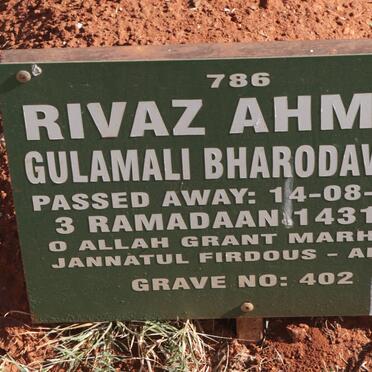 786
RIVAZ AHM
GULAMALI BHARODAW
PASSED AWAY: 14-08-
3 RAMADAAN 1431
O ALLAH GRANT MARH
JANNATUL FIRDOUS - A
GRAVE NO: 402